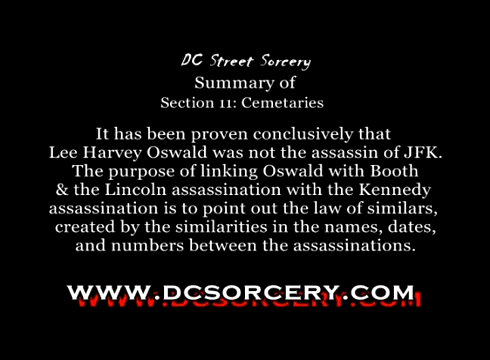 DC Street Sorcery
Summary of
Section 11: Cemetaries
It has been proven conclusively that
Lee Harvey Oswald was not the assassin of JFK.
The purpose of linking Oswald with Booth
& the Lincoln assassination with the Kennedy
assassination is to point out the law of similars,
created by the similarities in the names, dates,
and numbers between the assassinations.
WWW.DCSORCERY.COM